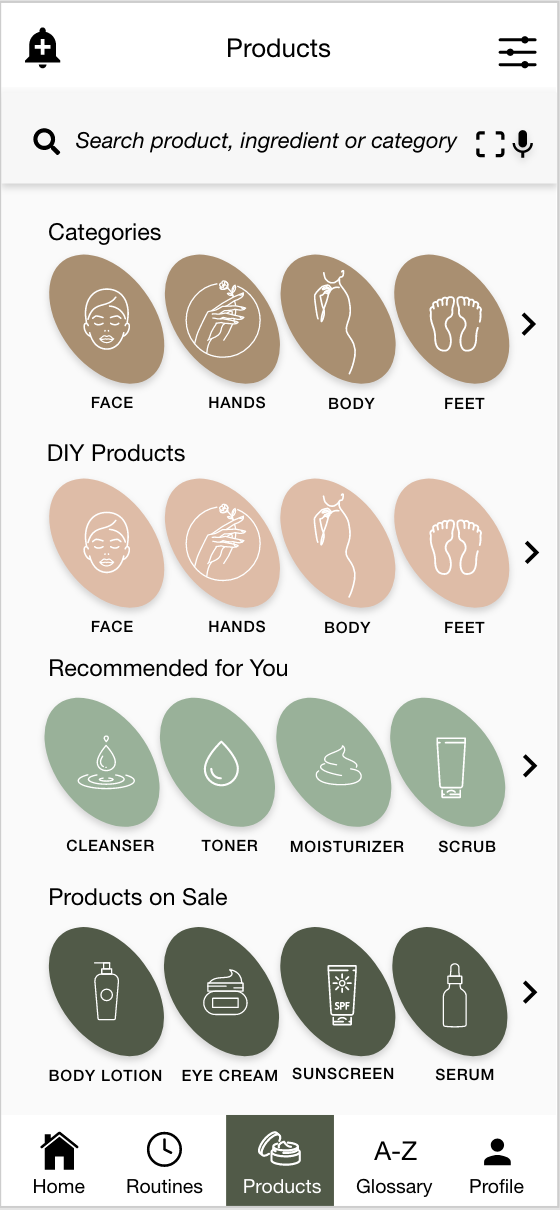 Products
Search product, ingredient or category
Categories
FACE HANDS BODY FEET
DIY Products
FACE HANDS BODY FEET
Recommended for You
CLEANSER TONER MOISTURIZER SCRUB
Products on Sale
SPF
BODY LOTION EYE CREAM SUNSCREEN SERUM
A-Z
Home Routines Products Glossary Profile